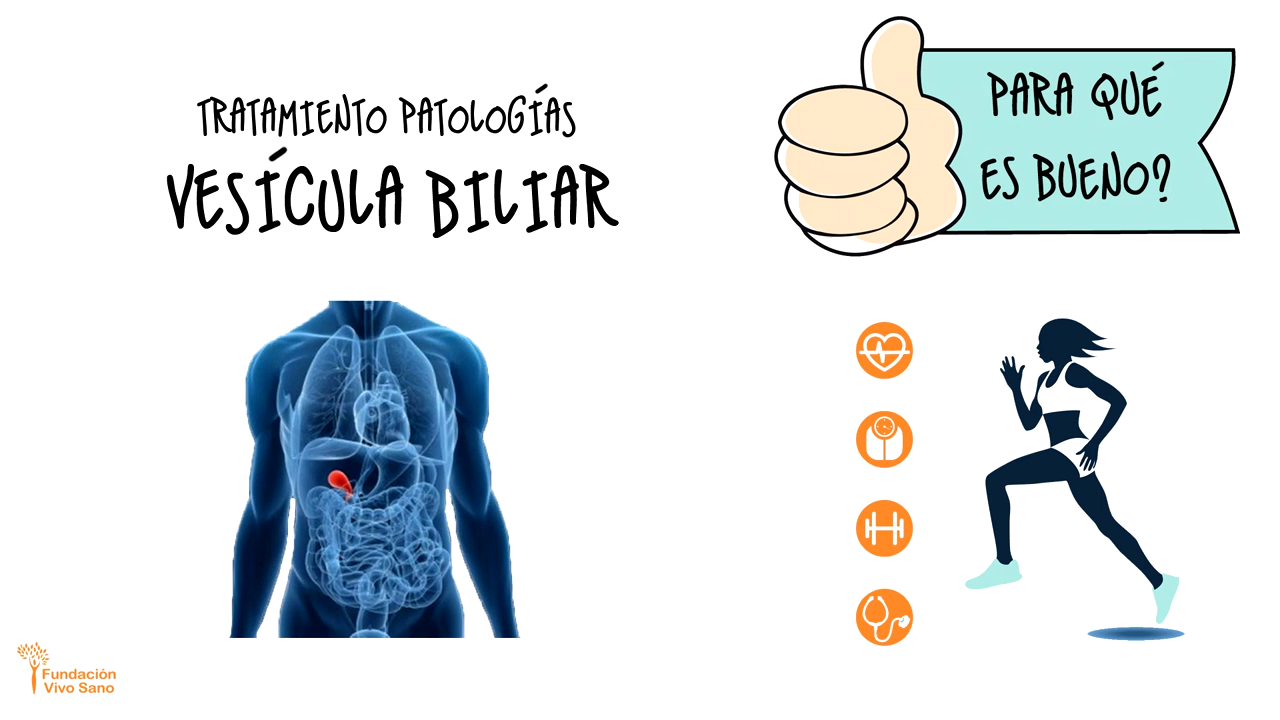 TRATAMIENTO PATOLOGÍAS
VESÍCULA BILIAR
PARA QUÉ
ES BUENO?
Fundación
Vivo Sano